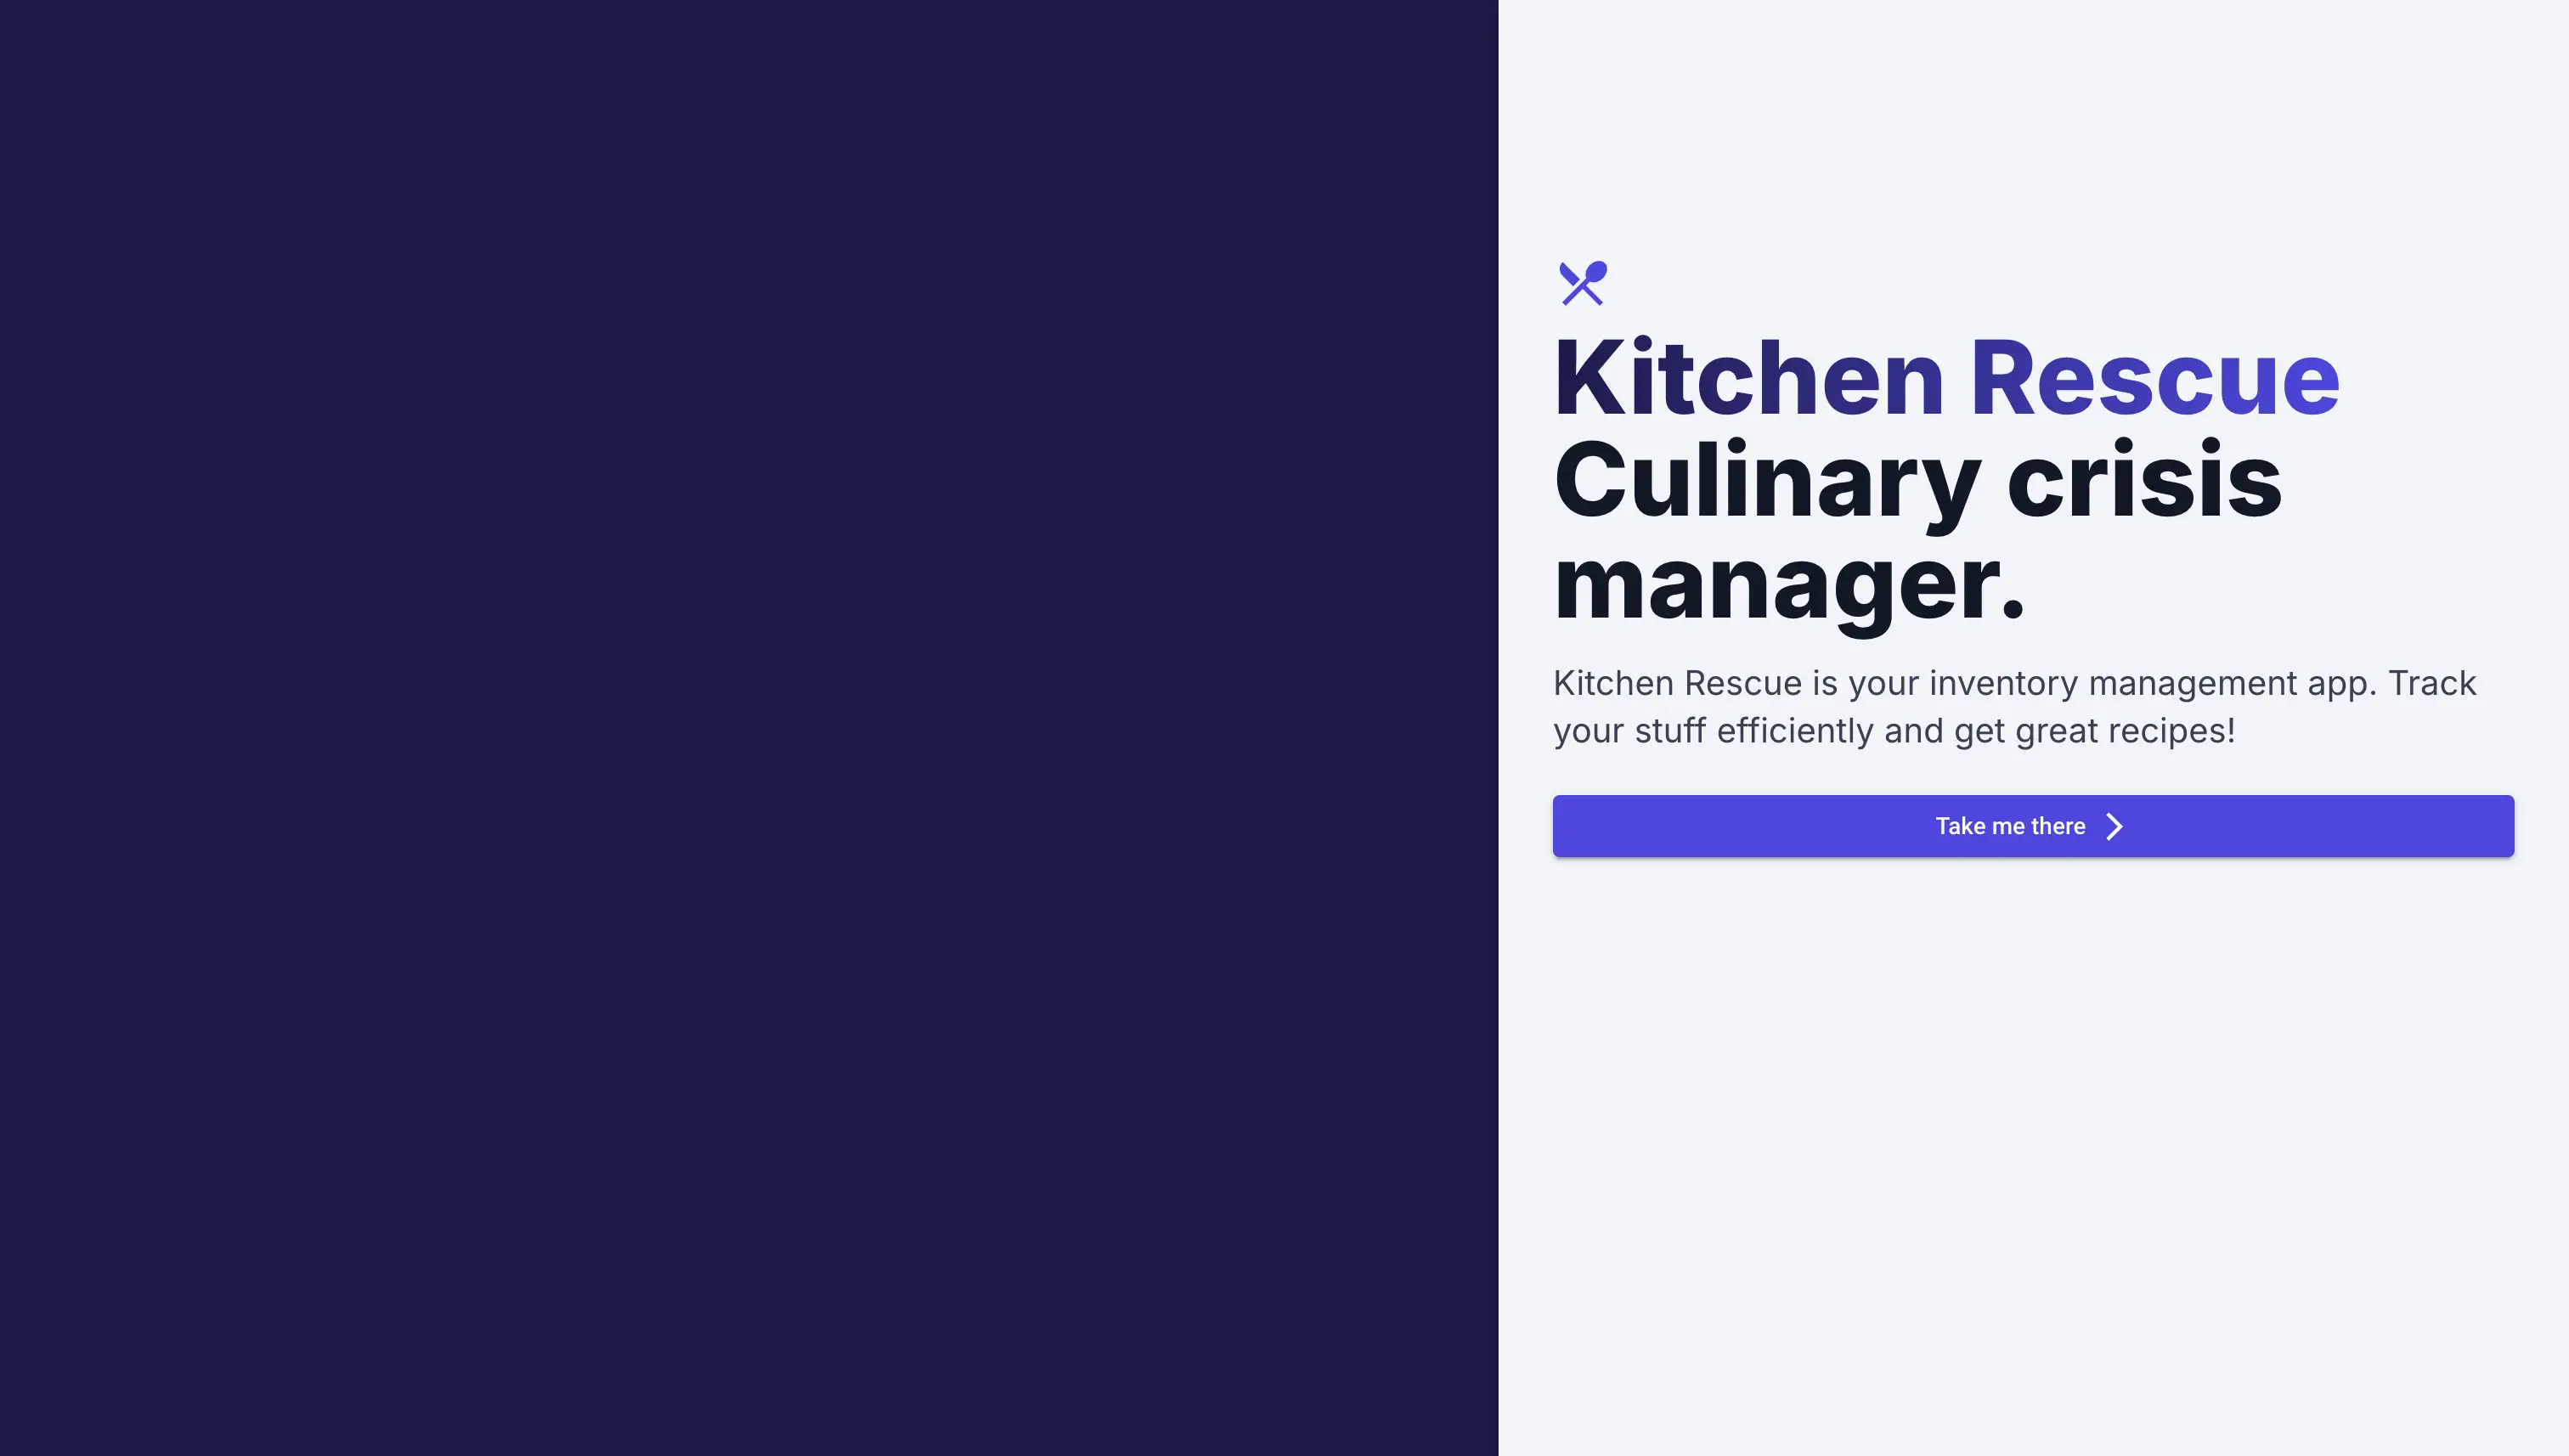 Kitchen Rescue
Culinary crisis
manager.
Kitchen Rescue is your inventory management app. Track
your stuff efficiently and get great recipes!
Take me there